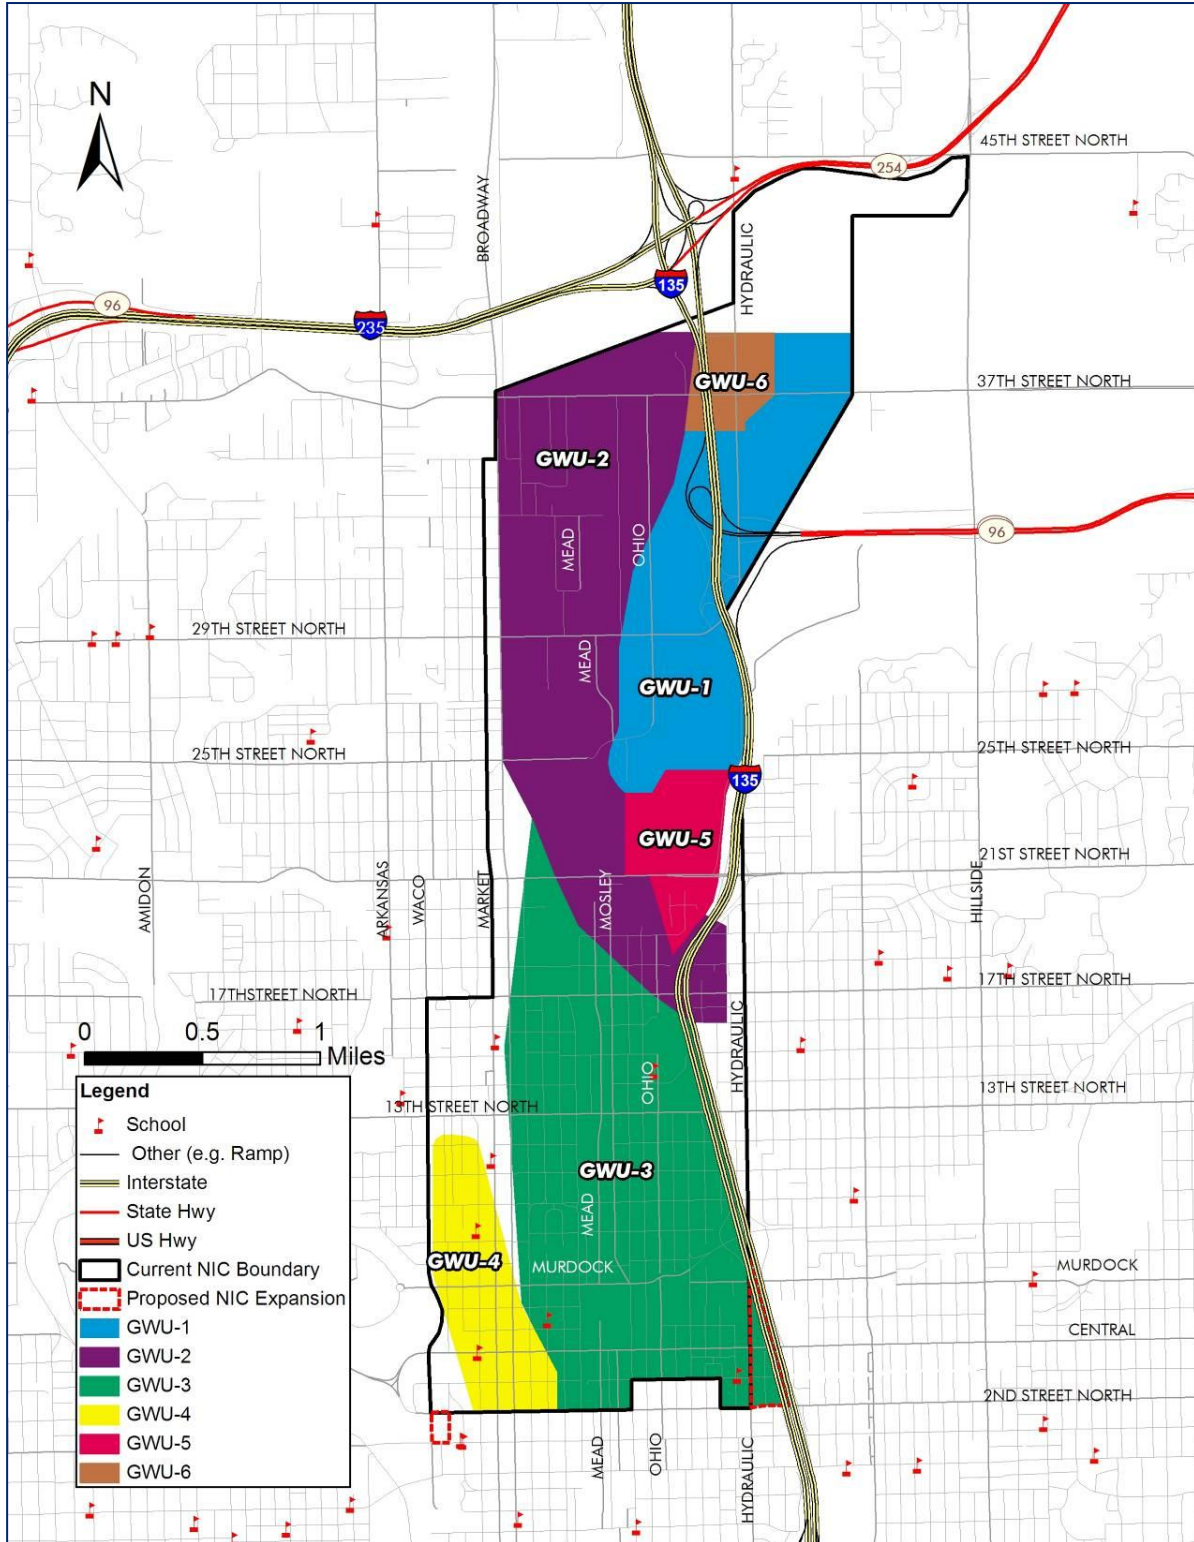 N
45TH STREET NORTH
254
BROADWAY
HYDRAULIC
135
96
235
37TH STREET NORTH
GWU-6
GWU-2
MEAD
OHIO
96
29TH STREET NORTH
MEAD
GWU-1
25TH STREET NORTH
25TH STREET NORTH
135
GWU-5
21ST STREET NORTH
AMIDON
ARKANSAS
WACO
MARKET
MOSLEY
HILLSIDE
17THSTREET NORTH
17TH STREET NORTH
0 0.5 1
Miles
HYDRAULIC
OHIO
13TH STREET NORTH
13TH STREET NORTH
GWU-3
MEAD
GWU-4
MURDOCK
MURDOCK
CENTRAL
2ND STREET NORTH
MEAD
OHIO
HYDRAULIC
Legend
School
Other (e.g. Ramp)
Interstate
State Hwy
US Hwy
Current NIC Boundary
Proposed NIC Expansion
GWU-1
GWU-2
GWU-3
GWU-4
GWU-5
GWU-6